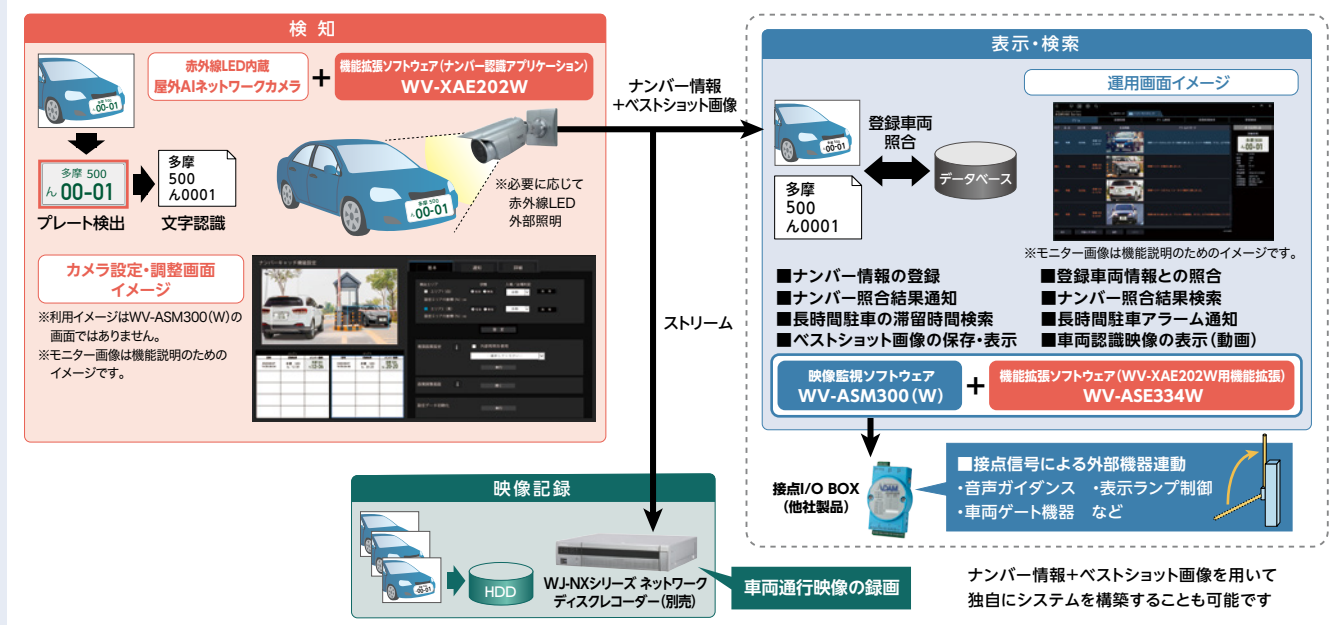 検知
赤外線LED内蔵
屋外AIネットワークカメラ
+
機能拡張ソフトウェア(ナンバー認識アプリケーション)
WV-XAE202W
多摩 500
ん 00-01
プレート検出
多摩
500
ん0001
文字認識
※必要に応じて
赤外線LED
外部照明
多摩 500
ん 00-01
カメラ設定・調整画面
イメージ
※利用イメージはWV-ASM300(W)の
画面ではありません。
※モニター画像は機能説明のための
イメージです。
ナンバーキャッチ機能設定
ナンバー情報
+ベストショット画像
ストリーム
表示・検索
00-01
多摩
500
ん0001
登録車両
照合
データベース
運用画面イメージ
※モニター画像は機能説明のためのイメージです。
■ナンバー情報の登録
■ナンバー照合結果通知
■長時間駐車の滞留時間検索
■ベストショット画像の保存・表示
■登録車両情報との照合
■ナンバー照合結果検索
■長時間駐車アラーム通知
■車両認識映像の表示(動画)
映像監視ソフトウェア
WV-ASM300(W)
+
機能拡張ソフトウェア(WV-XAE202W用機能拡張)
WV-ASE334W
接点I/O BOX
(他社製品)
ADAM
■接点信号による外部機器連動
・音声ガイダンス ・表示ランプ制御
・車両ゲート機器 など
映像記録
HDD
WJ-NXシリーズ ネットワーク
ディスクレコーダー(別売)
車両通行映像の録画
ナンバー情報+ベストショット画像を用いて
独自にシステムを構築することも可能です